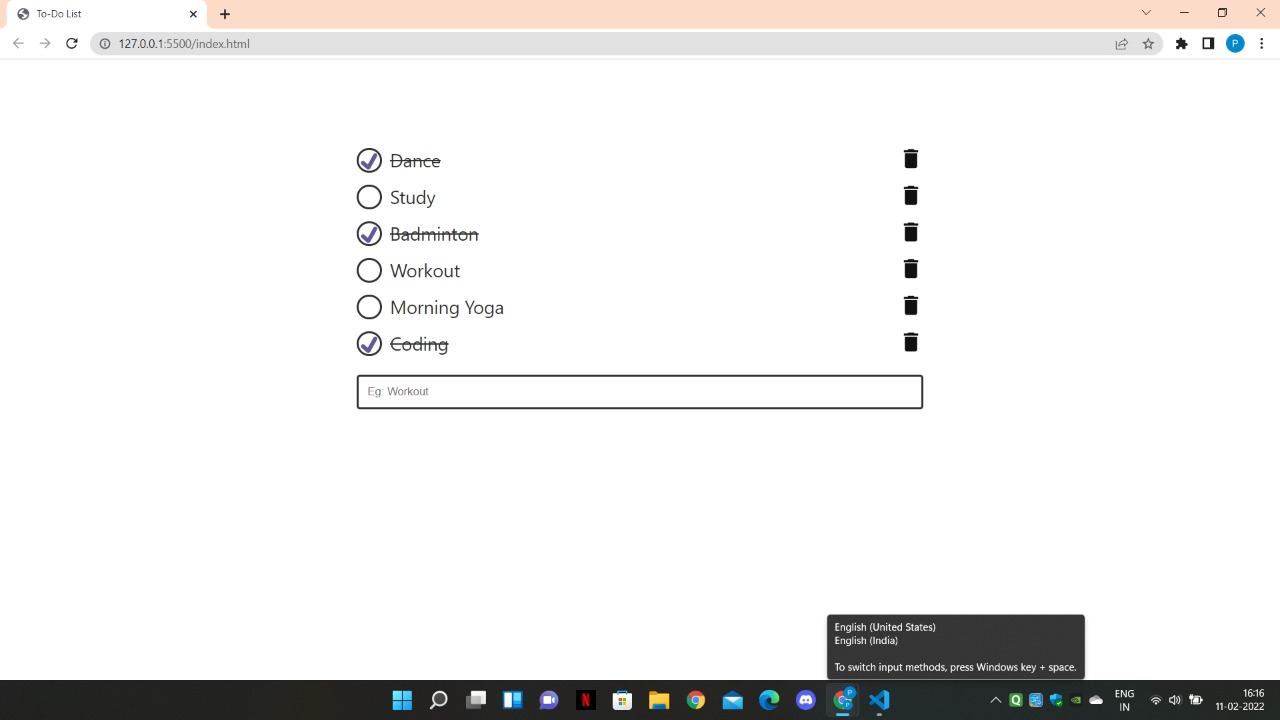 To-Do List
127.0.0.1:5500/index.html
P
Dance
Study
Badminton
Workout
Morning Yoga
Coding
Eg: Workout
English (United States)
English (India)
To switch input methods, press Windows key + space.
N
P
Q
ENG
IN
16:16
11-02-2022